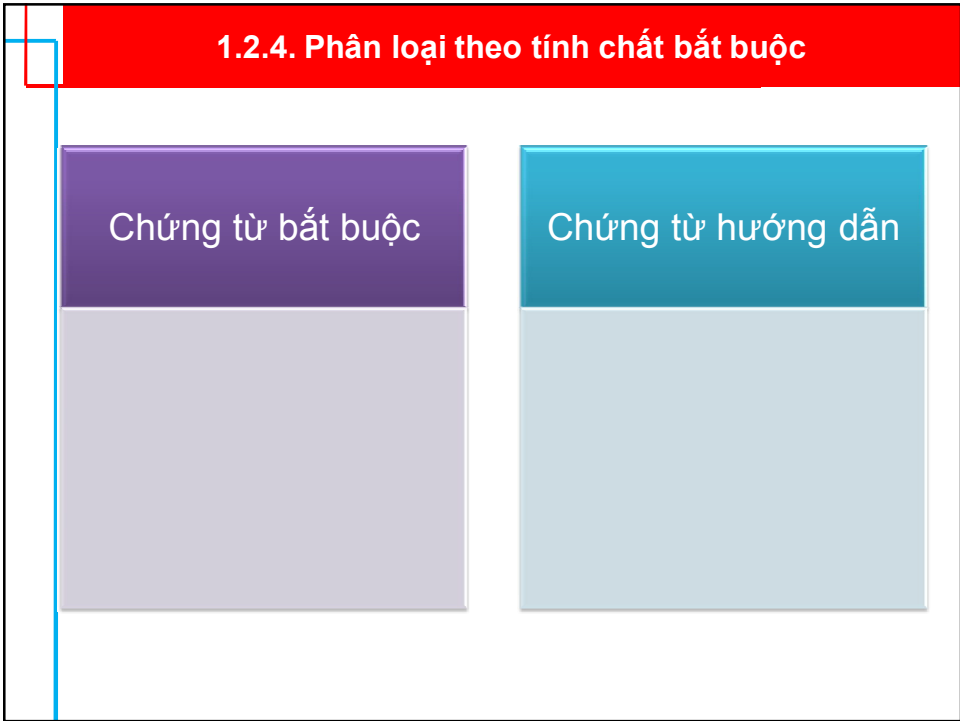 1.2.4. Phân loại theo tính chất bắt buộc
Chứng từ bắt buộc
Chứng từ hướng dẫn